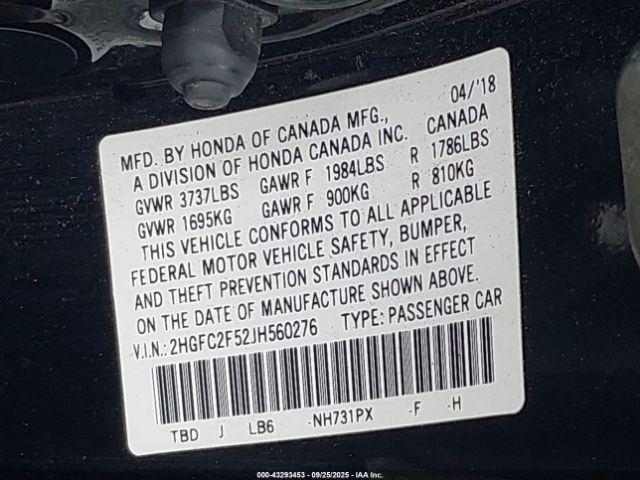 04/'18
MFD. BY HONDA OF CANADA MFG.,
A DIVISION OF HONDA CANADA INC. CANADA
GVWR 3737LBS GAWR F 1984LBS R 1786LBS
GVWR 1695KG GAWR F 900KG R 810KG
THIS VEHICLE CONFORMS TO ALL APPLICABLE
FEDERAL MOTOR VEHICLE SAFETY, BUMPER,
AND THEFT PREVENTION STANDARDS IN EFFECT
ON THE DATE OF MANUFACTURE SHOWN ABOVE.
V.I.N.: 2HGFC2F52JH560276 TYPE: PASSENGER CAR
TBD J LB6 -NH731PX -F -H
000-43293453 - 09/25/2025 - IAA Inc.